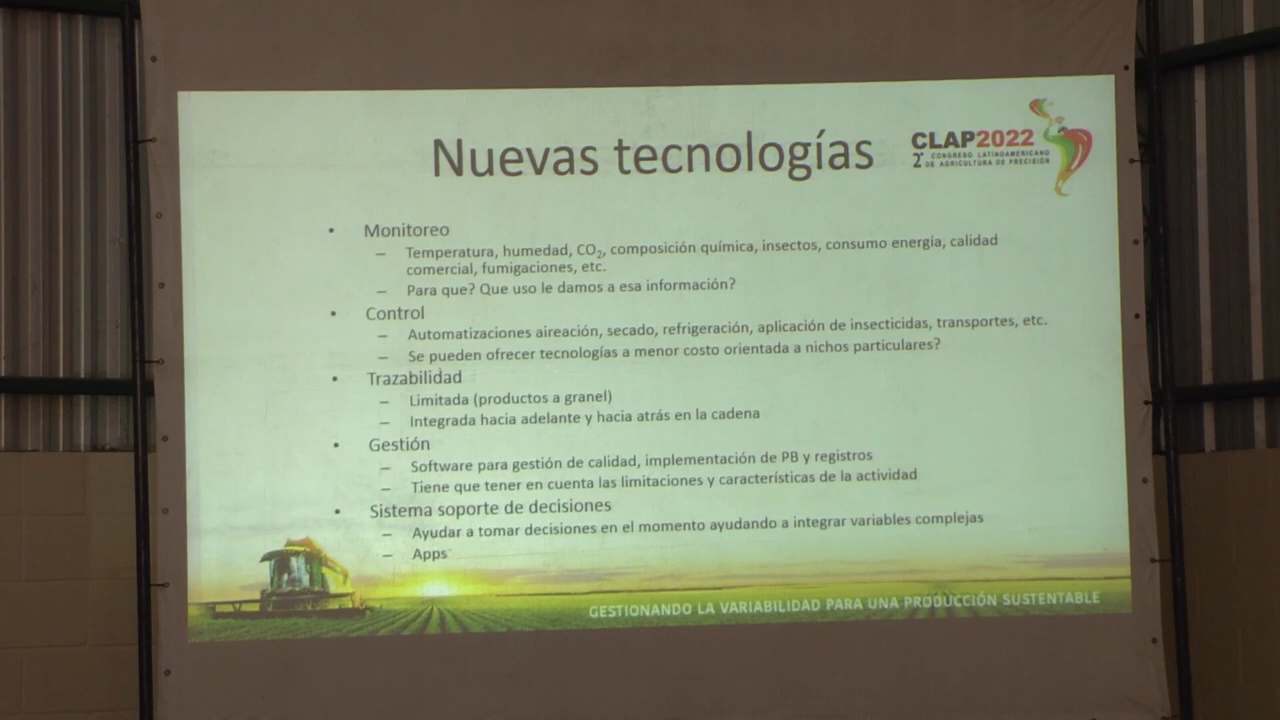 Nuevas tecnologías
CLAP2022
2° CONGRESO LATINOAMERICANO
DE AGRICULTURA DE PRECISIÓN
• Monitoreo
– Temperatura, humedad, CO₂, composición química, insectos, consumo energía, calidad
comercial, fumigaciones, etc.
– Para que? Que uso le damos a esa información?
• Control
– Automatizaciones aireación, secado, refrigeración, aplicación de insecticidas, transportes, etc.
– Se pueden ofrecer tecnologías a menor costo orientada a nichos particulares?
• Trazabilidad
– Limitada (productos a granel)
– Integrada hacia adelante y hacia atrás en la cadena
• Gestión
– Software para gestión de calidad, implementación de PB y registros
– Tiene que tener en cuenta las limitaciones y características de la actividad
• Sistema soporte de decisiones
– Ayudar a tomar decisiones en el momento ayudando a integrar variables complejas
– Apps
GESTIONANDO LA VARIABILIDAD PARA UNA PRODUCCIÓN SUSTENTABLE